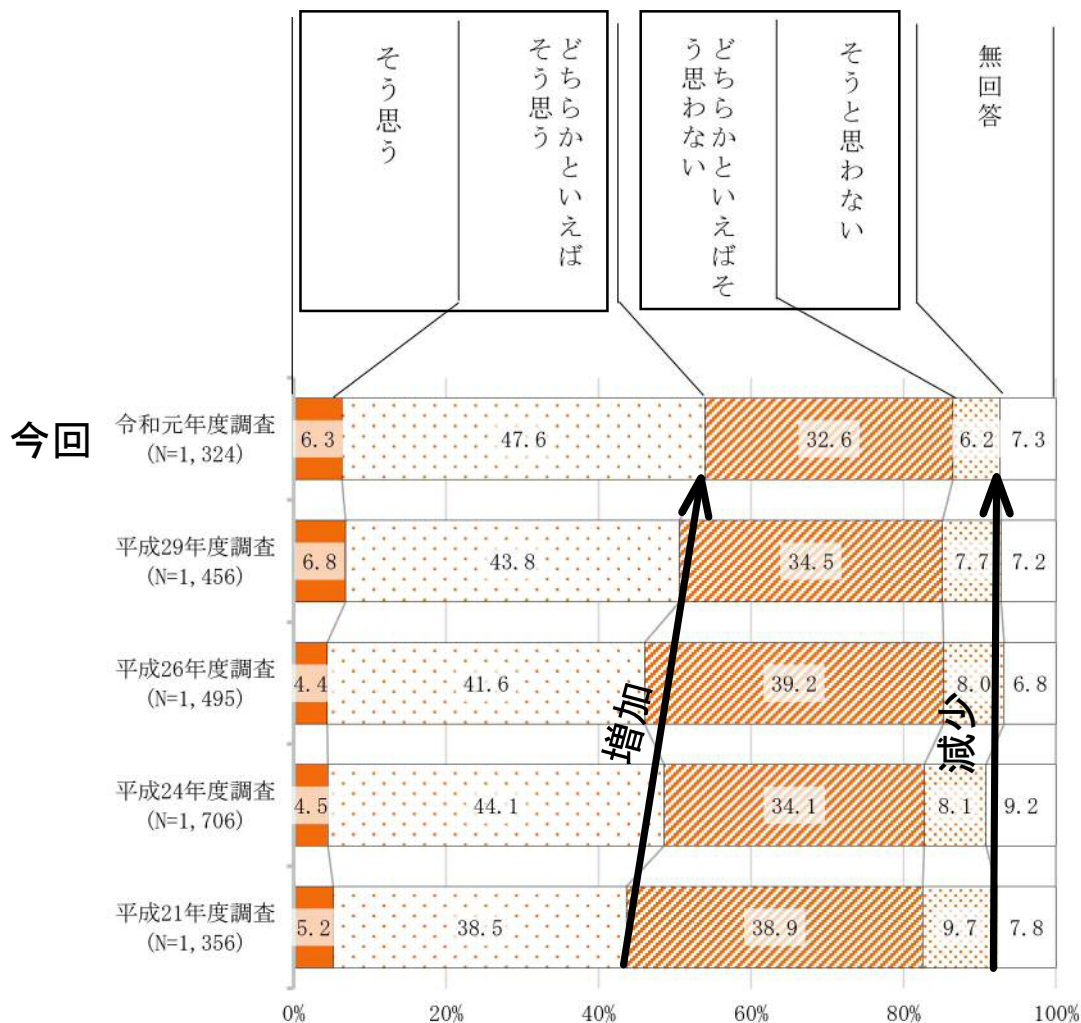 そう思う
どちらかといえば
そう思う
どちらかといえばそ
う思わない
そうと思わない
無回答
今回
令和元年度調査
(N=1,324)
6.3
47.6
32.6
6.2
7.3
平成29年度調査
(N=1,456)
6.8
43.8
34.5
7.7
7.2
平成26年度調査
(N=1,495)
4.4
41.6
39.2
8.0
6.8
増加
減少
平成24年度調査
(N=1,706)
4.5
44.1
34.1
8.1
9.2
平成21年度調査
(N=1,356)
5.2
38.5
38.9
9.7
7.8
0%
20%
40%
60%
80%
100%